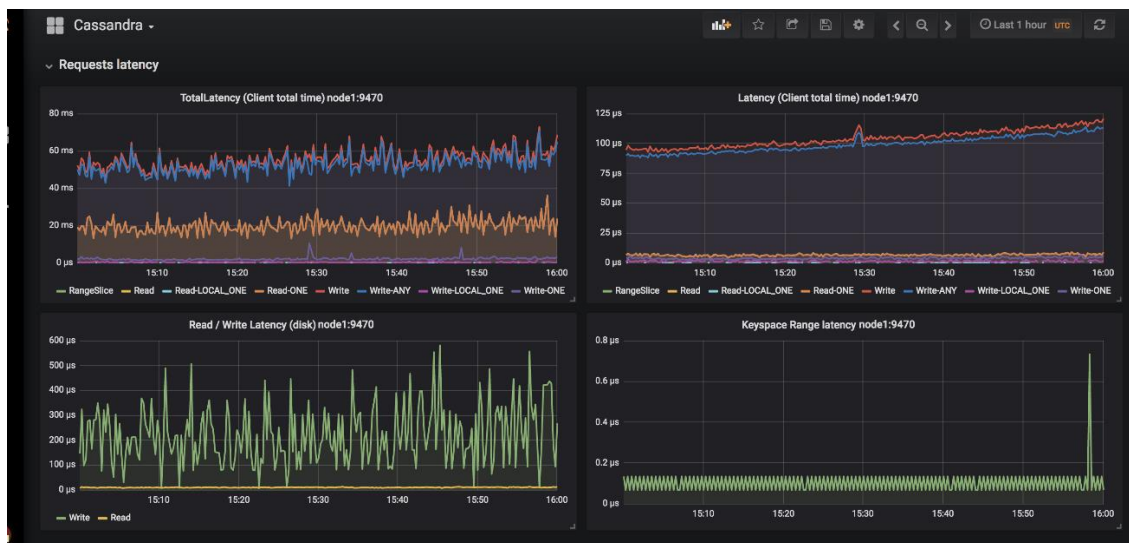 Cassandra
Last 1 hour UTC
Requests latency
TotalLatency (Client total time) node1:9470
80 ms
60 ms
40 ms
20 ms
0 µs
15:10 15:20 15:30 15:40 15:50 16:00
RangeSlice Read Read-LOCAL_ONE Read-ONE Write Write-ANY Write-LOCAL_ONE Write-ONE
Latency (Client total time) node1:9470
125 µs
100 µs
75 µs
50 µs
25 µs
0 µs
15:10 15:20 15:30 15:40 15:50 16:00
RangeSlice Read Read-LOCAL_ONE Read-ONE Write Write-ANY Write-LOCAL_ONE Write-ONE
Read / Write Latency (disk) node1:9470
600 µs
500 µs
400 µs
300 µs
200 µs
100 µs
0 µs
15:10 15:20 15:30 15:40 15:50 16:00
Write Read
Keyspace Range latency node1:9470
0.8 µs
0.6 µs
0.4 µs
0.2 µs
0 µs
15:10 15:20 15:30 15:40 15:50 16:00